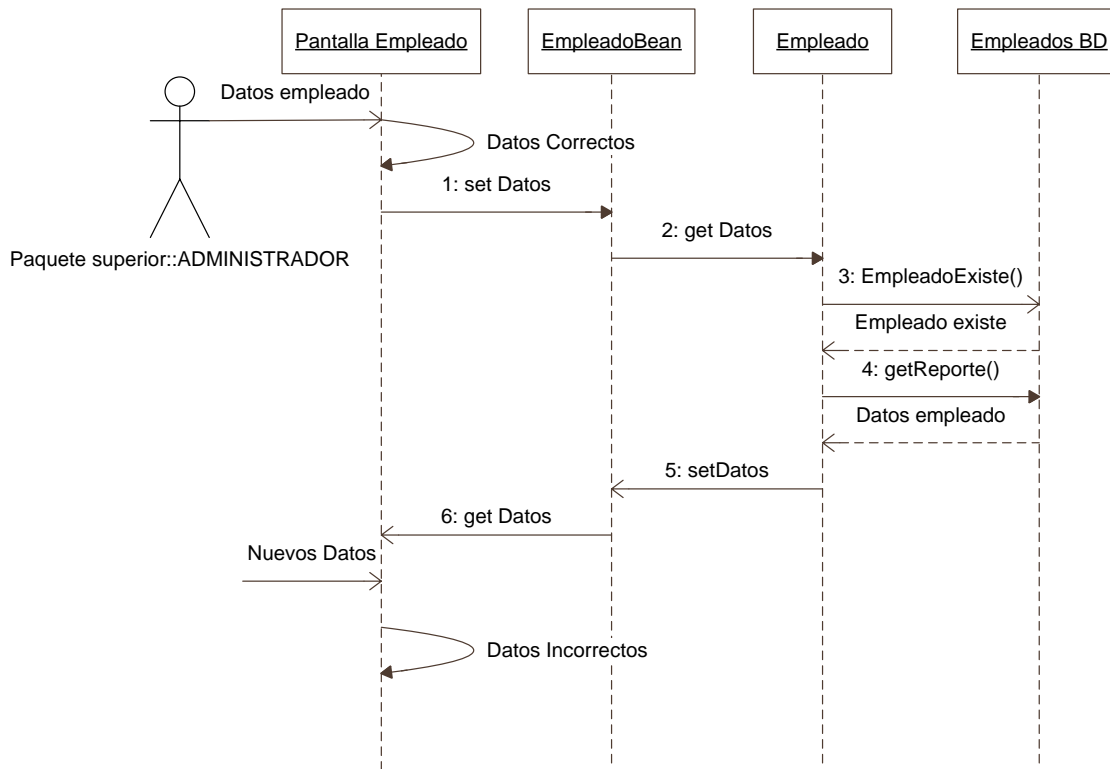 Pantalla Empleado
EmpleadoBean
Empleado
Empleados BD
Datos empleado
Datos Correctos
1: set Datos
2: get Datos
Paquete superior::ADMINISTRADOR
3: EmpleadoExiste()
Empleado existe
4: getReporte()
Datos empleado
5: setDatos
6: get Datos
Nuevos Datos
Datos Incorrectos